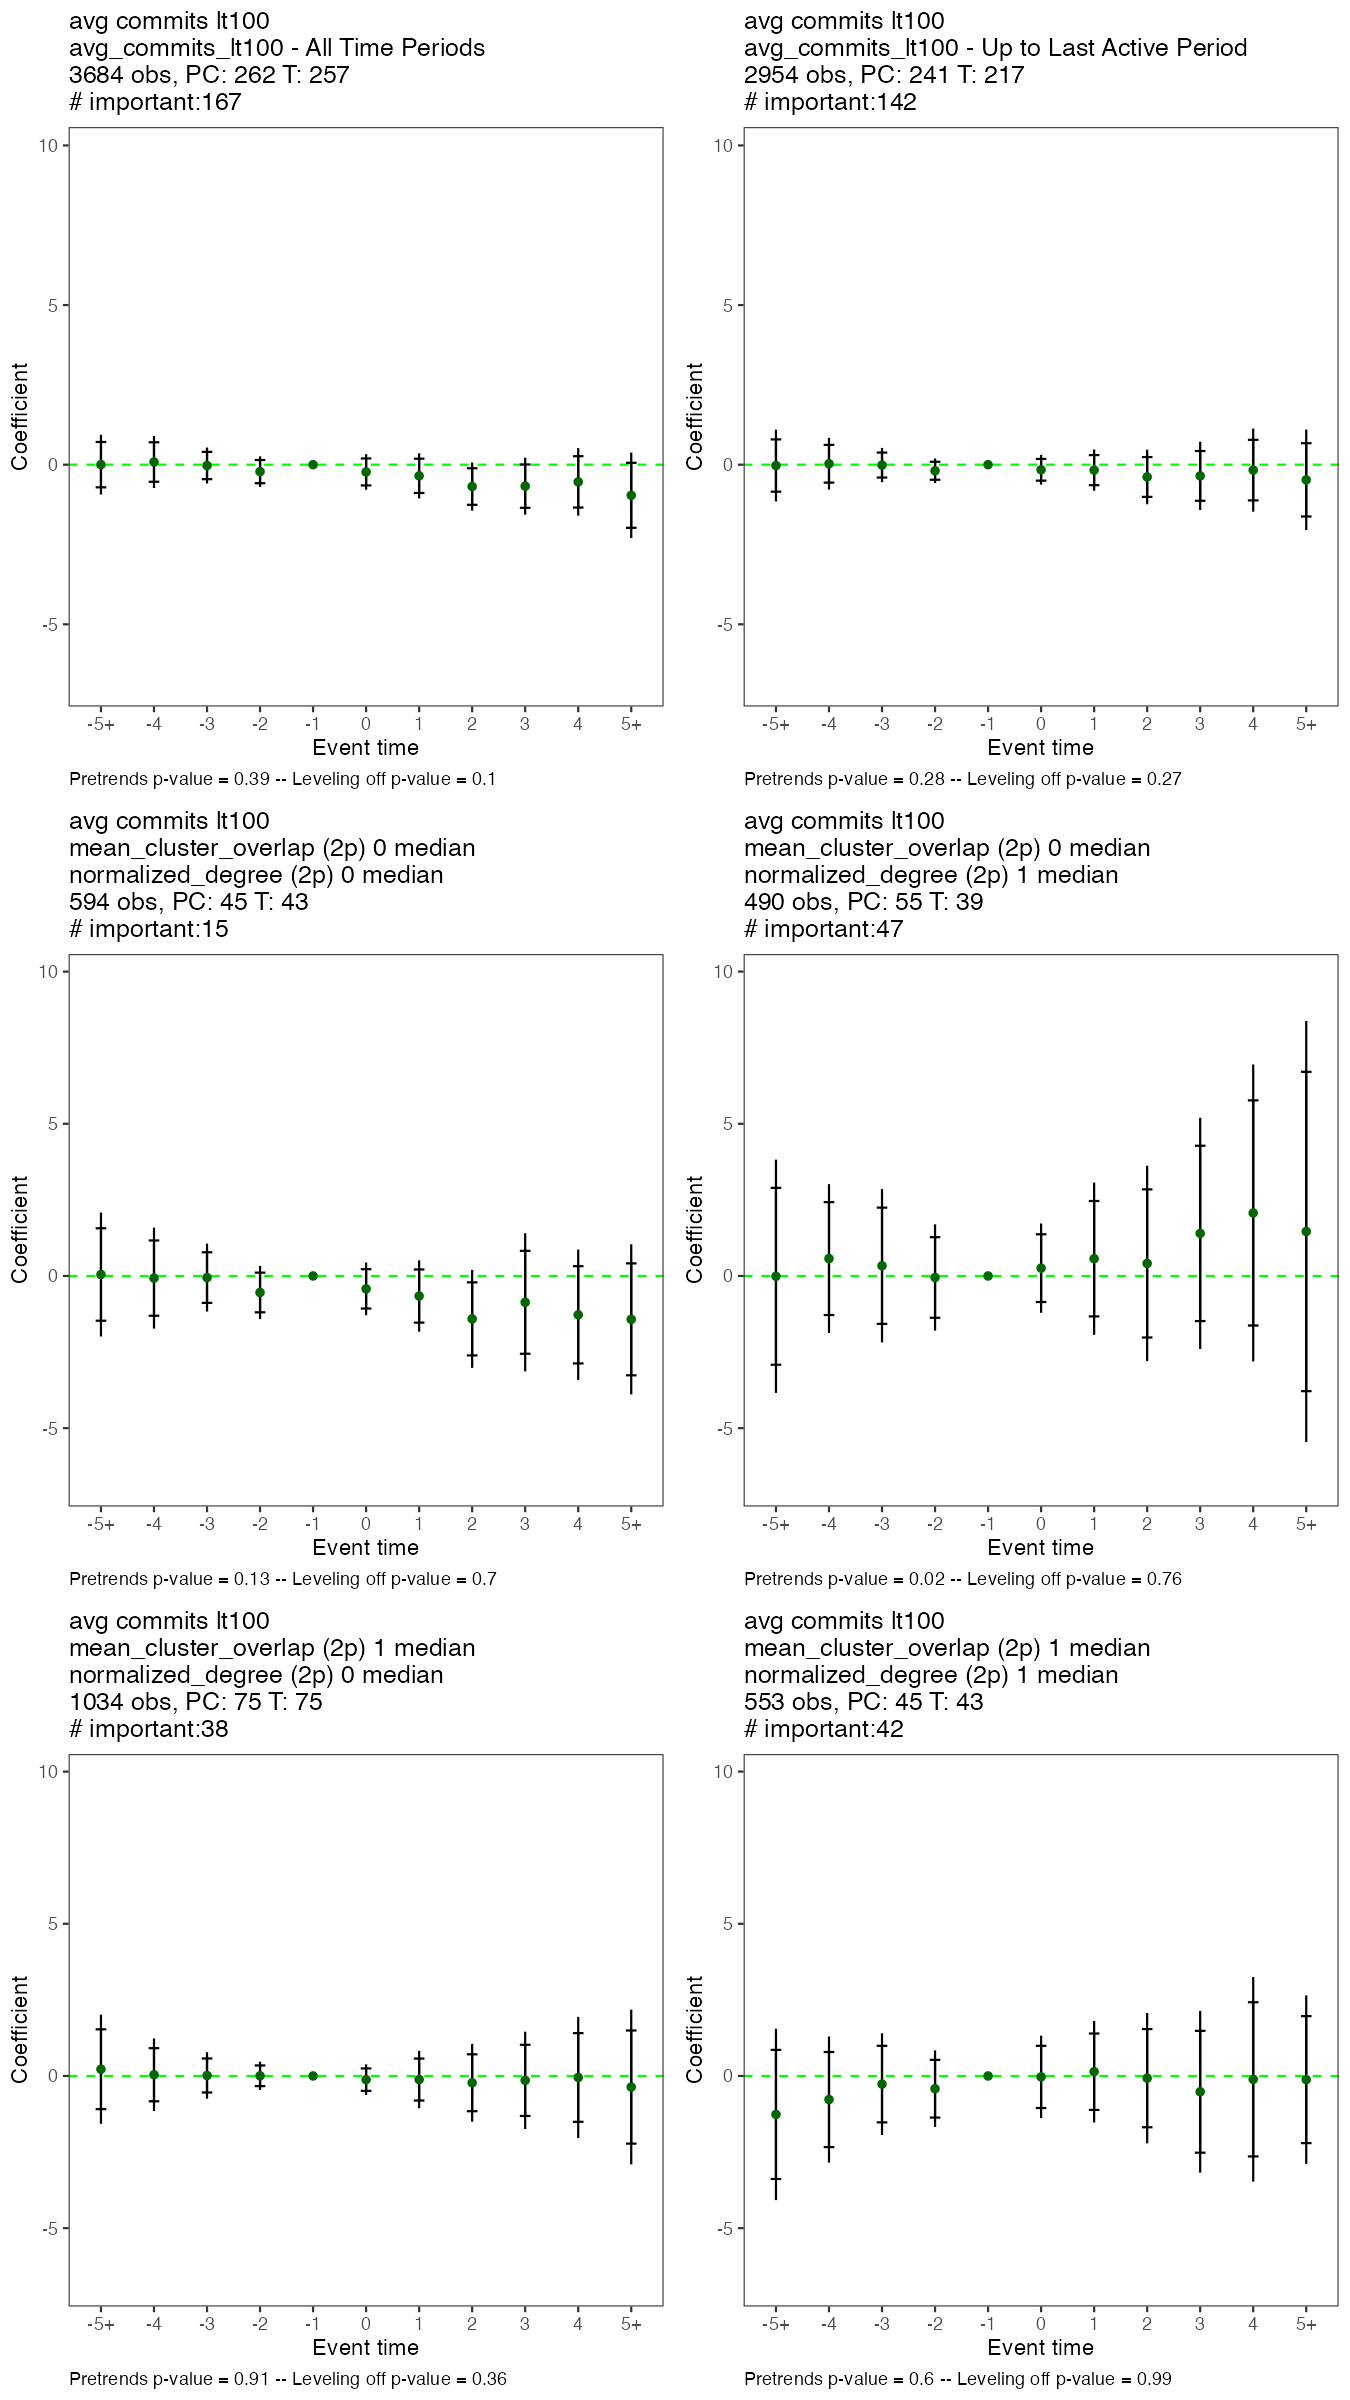 avg commits lt100
avg_commits_lt100 - All Time Periods
3684 obs, PC: 262 T: 257
# important:167
10
5
0
-5
Coefficient
-5+ -4 -3 -2 -1 0 1 2 3 4 5+
Event time
Pretrends p-value = 0.39 -- Leveling off p-value = 0.1
avg commits lt100
avg_commits_lt100 - Up to Last Active Period
2954 obs, PC: 241 T: 217
# important:142
10
5
0
-5
Coefficient
-5+ -4 -3 -2 -1 0 1 2 3 4 5+
Event time
Pretrends p-value = 0.28 -- Leveling off p-value = 0.27
avg commits lt100
mean_cluster_overlap (2p) 0 median
normalized_degree (2p) 0 median
594 obs, PC: 45 T: 43
# important:15
10
5
0
-5
Coefficient
-5+ -4 -3 -2 -1 0 1 2 3 4 5+
Event time
Pretrends p-value = 0.13 -- Leveling off p-value = 0.7
avg commits lt100
mean_cluster_overlap (2p) 0 median
normalized_degree (2p) 1 median
490 obs, PC: 55 T: 39
# important:47
10
5
0
-5
Coefficient
-5+ -4 -3 -2 -1 0 1 2 3 4 5+
Event time
Pretrends p-value = 0.02 -- Leveling off p-value = 0.76
avg commits lt100
mean_cluster_overlap (2p) 1 median
normalized_degree (2p) 0 median
1034 obs, PC: 75 T: 75
# important:38
10
5
0
-5
Coefficient
-5+ -4 -3 -2 -1 0 1 2 3 4 5+
Event time
Pretrends p-value = 0.91 -- Leveling off p-value = 0.36
avg commits lt100
mean_cluster_overlap (2p) 1 median
normalized_degree (2p) 1 median
553 obs, PC: 45 T: 43
# important:42
10
5
0
-5
Coefficient
-5+ -4 -3 -2 -1 0 1 2 3 4 5+
Event time
Pretrends p-value = 0.6 -- Leveling off p-value = 0.99